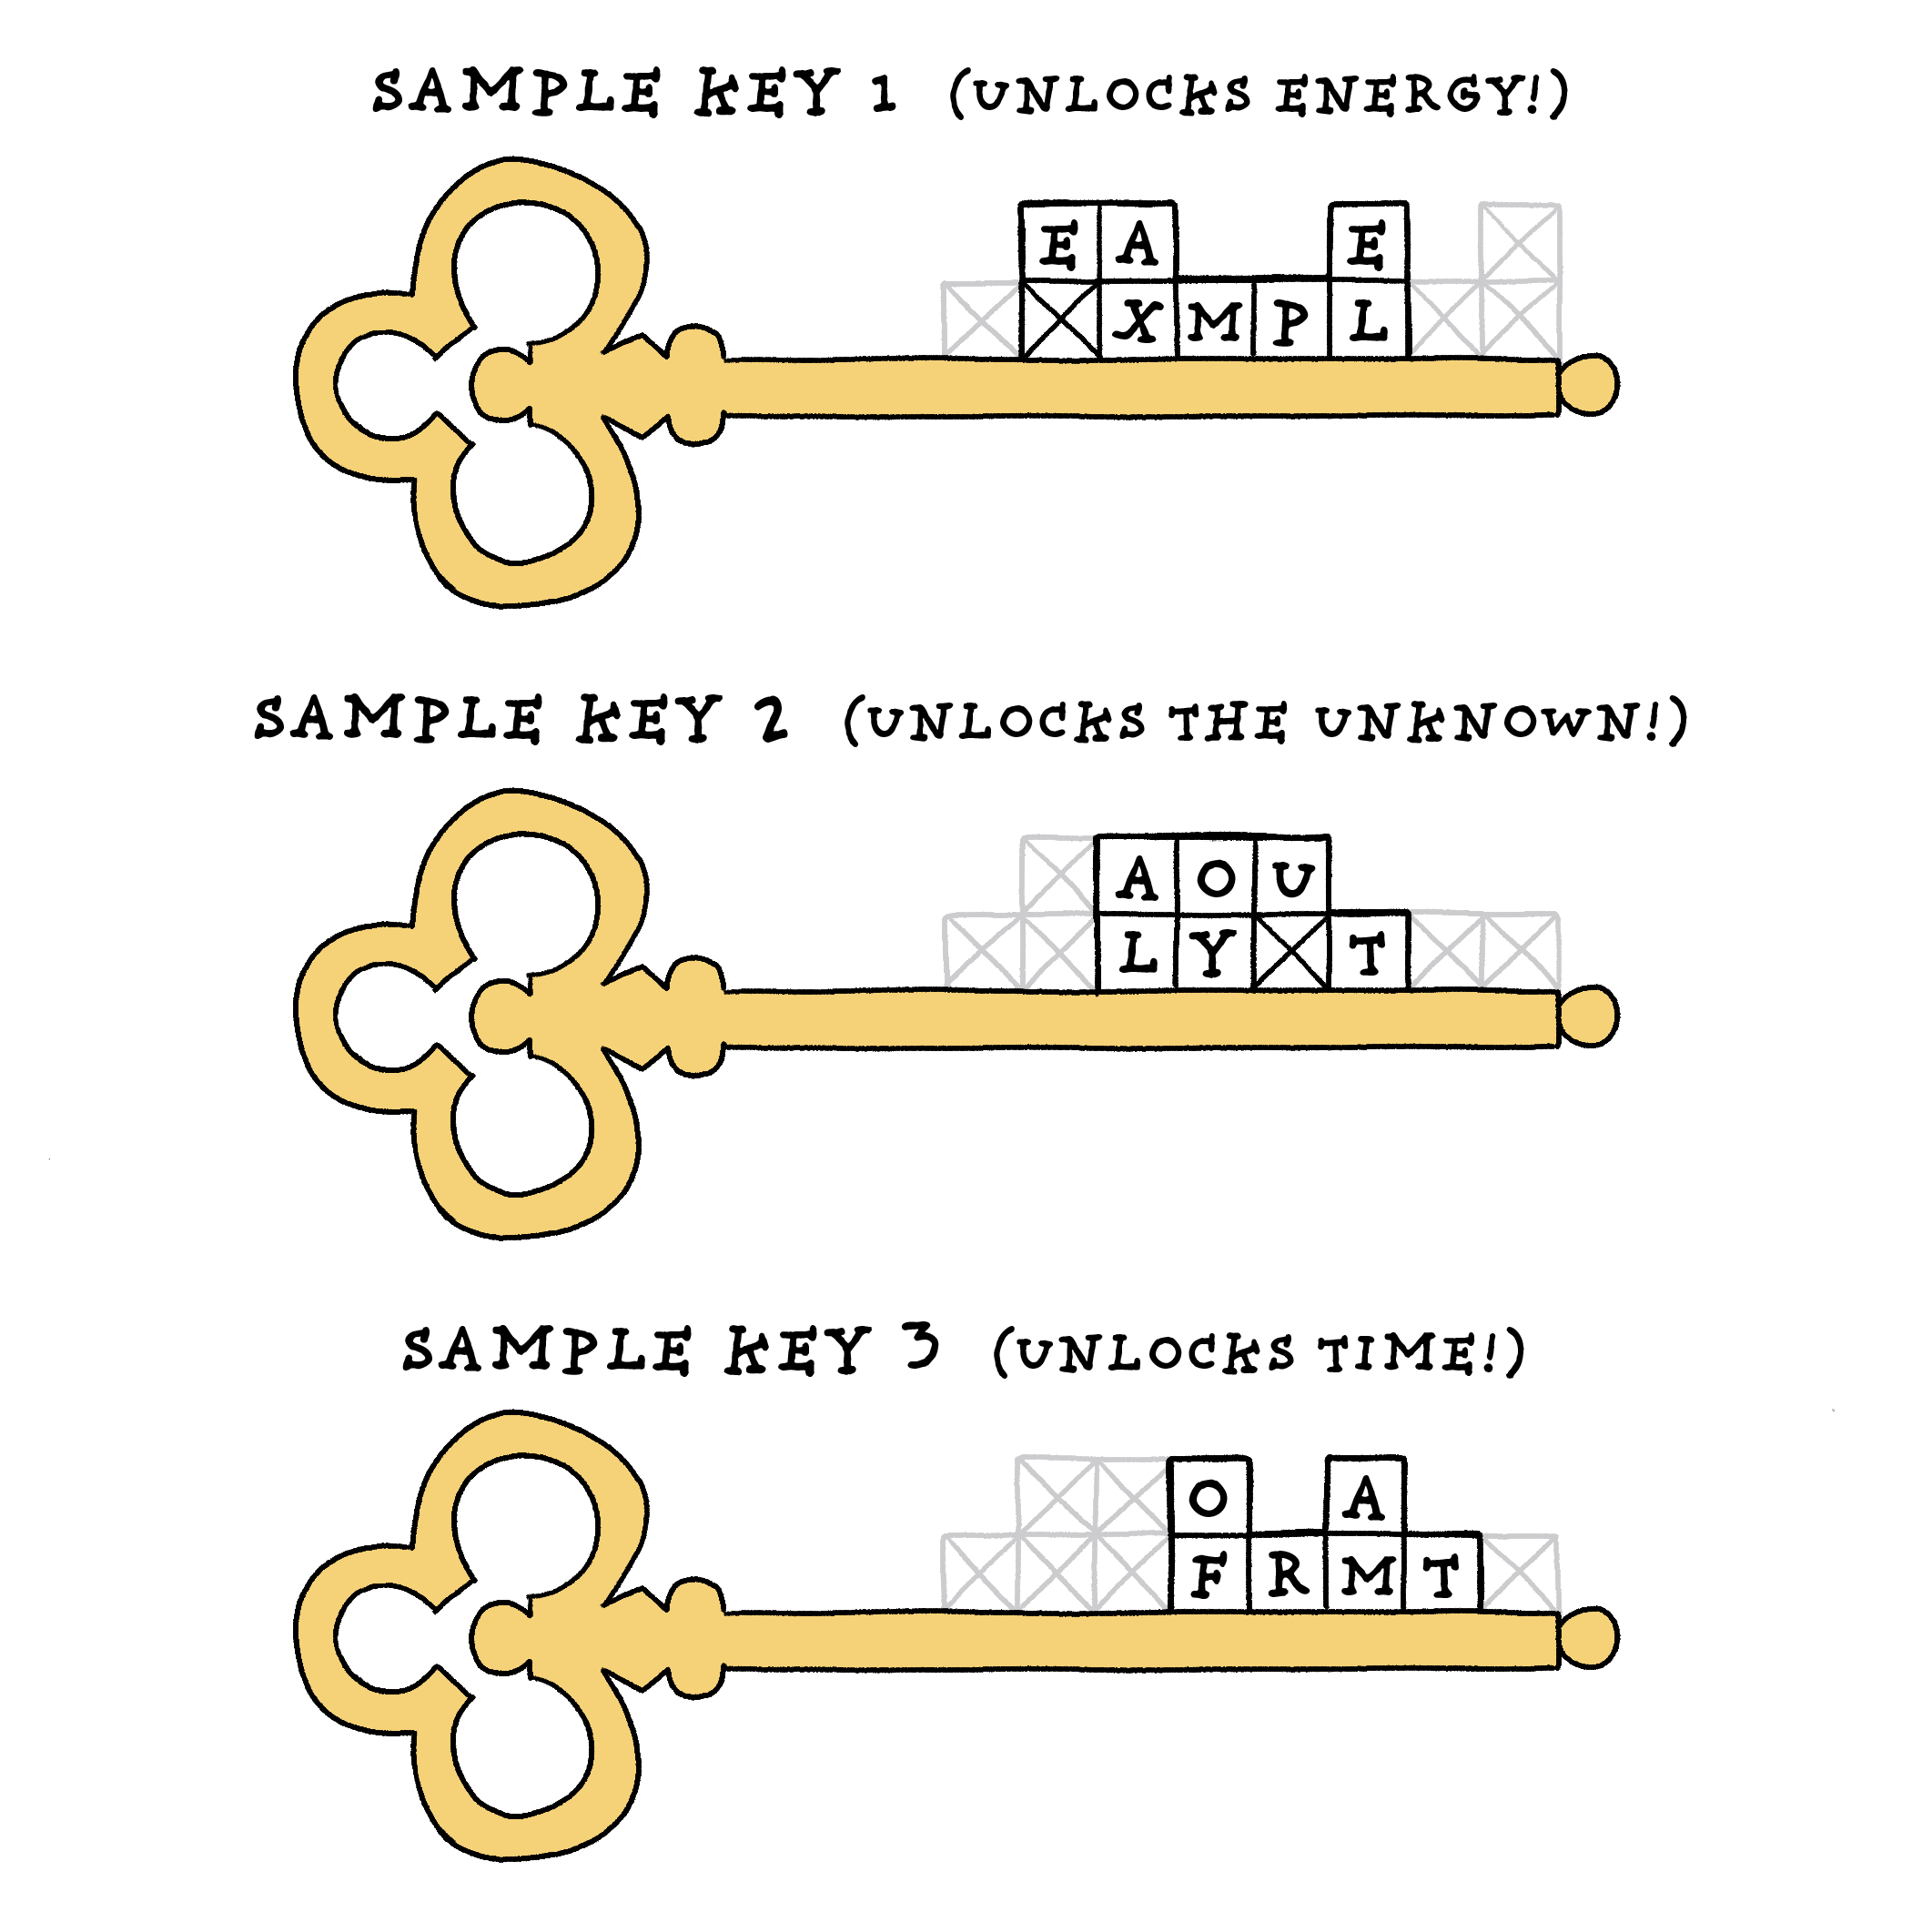 SAMPLE KEY 1 (UNLOCKS ENERGY!)
E A E
X M P L
SAMPLE KEY 2 (UNLOCKS THE UNKNOWN!)
A O U
L Y T
SAMPLE KEY 3 (UNLOCKS TIME!)
O A
F R M T